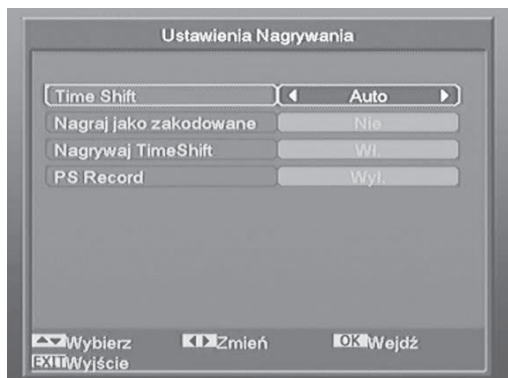 Ustawienia Nagrywania
Time Shift Auto
Nagraj jako zakodowane Nie
Nagrywaj TimeShift Wł.
PS Record Wył.
Wybierz Zmień OK Wejdź
EXIT Wyjście